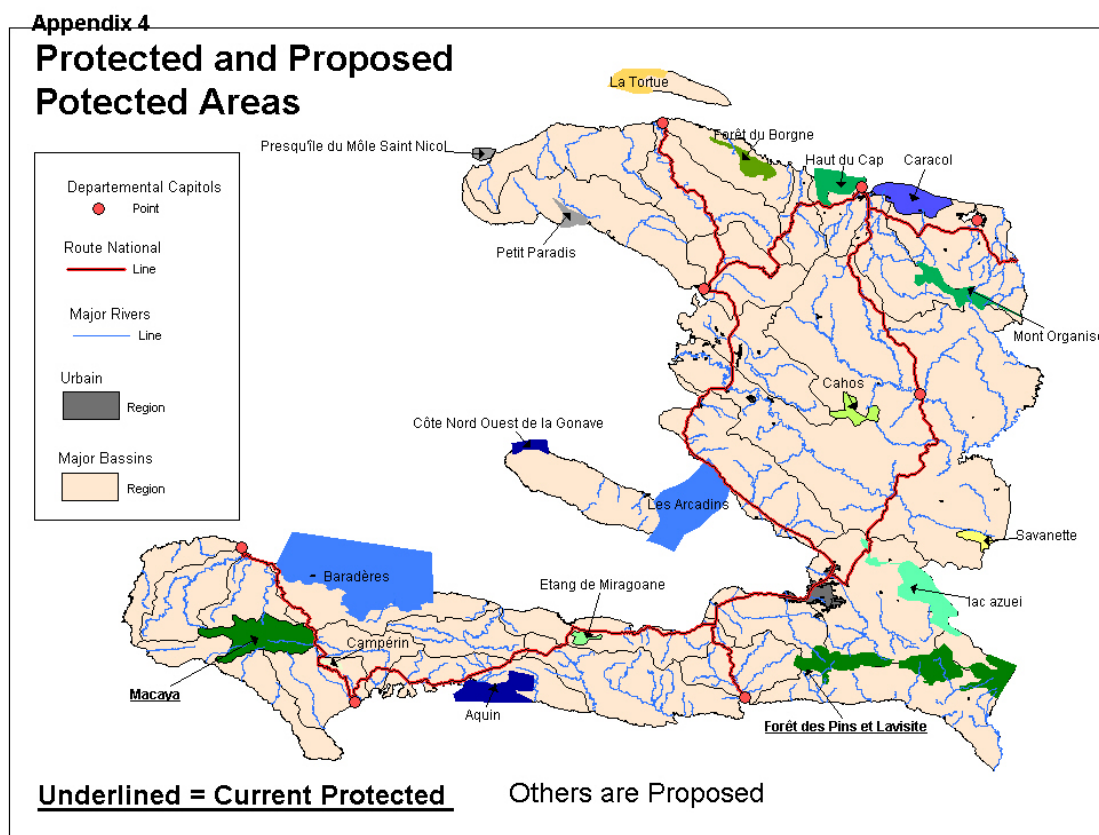 Appendix 4
Protected and Proposed
Potected Areas
Departemental Capitols
Point
Route National
Line
Major Rivers
Line
Urbain
Region
Major Bassins
Region
La Tortue
Presqu'île du Môle Saint Nicol
Forêt du Borgne
Haut du Cap
Caracol
Petit Paradis
Mont Organise
Cahos
Côte Nord Ouest de la Gonave
Les Arcadins
Savanette
Baradères
Etang de Miragoane
lac azuei
Campérin
Macaya
Aquin
Forêt des Pins et Lavisite
Underlined = Current Protected
Others are Proposed